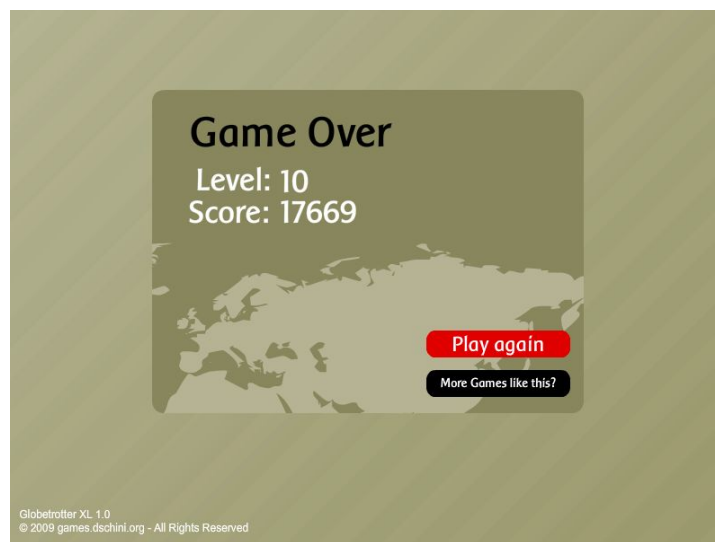 Game Over
Level: 10
Score: 17669
Play again
More Games like this?
Globetrotter XL 1.0
© 2009 games.dschini.org - All Rights Reserved